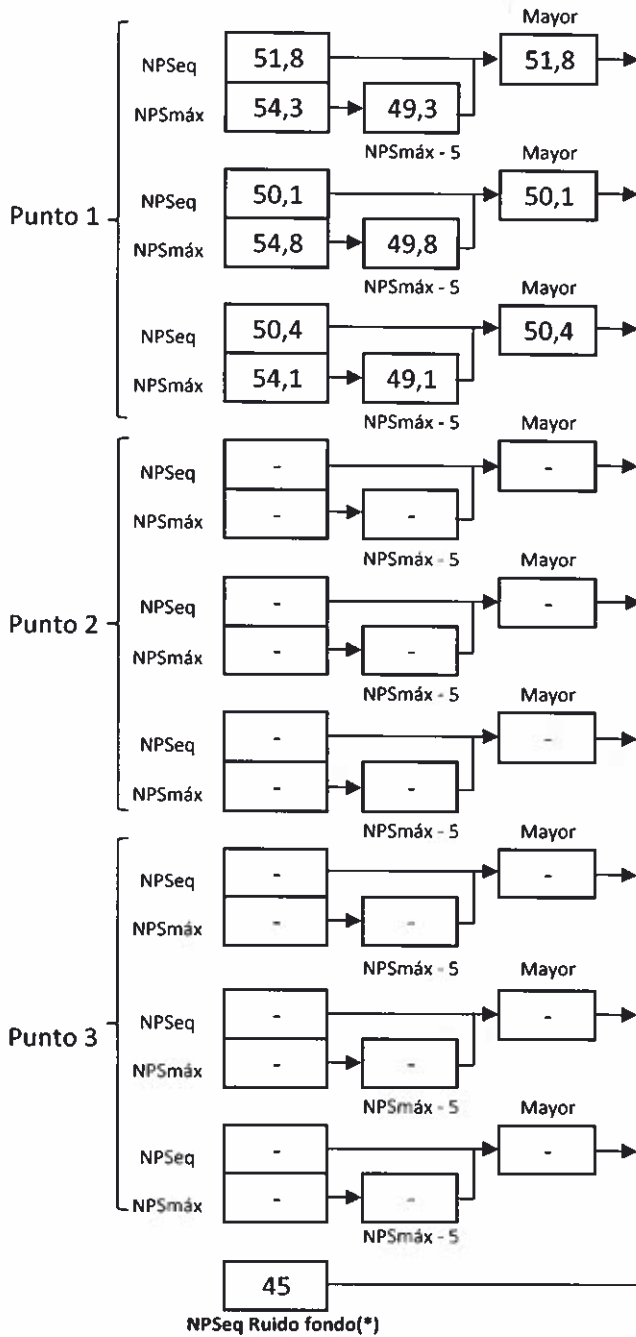 Mayor
NPSeq 51,8 51,8
NPSmáx 54,3 49,3
NPSmáx - 5
Mayor
NPSeq 50,1 50,1
Punto 1
NPSmáx 54,8 49,8
NPSmáx - 5
Mayor
NPSeq 50,4 50,4
NPSmáx 54,1 49,1
NPSmáx - 5
Mayor
NPSeq - -
NPSmáx - -
NPSmáx - 5
Mayor
NPSeq - -
Punto 2
NPSmáx - -
NPSmáx - 5
Mayor
NPSeq - -
NPSmáx - -
NPSmáx - 5
Mayor
NPSeq - -
NPSmáx - -
NPSmáx - 5
Mayor
NPSeq - -
Punto 3
NPSmáx - -
NPSmáx - 5
Mayor
NPSeq - -
NPSmáx - -
NPSmáx - 5
45
NPSeq Ruido fondo(*)